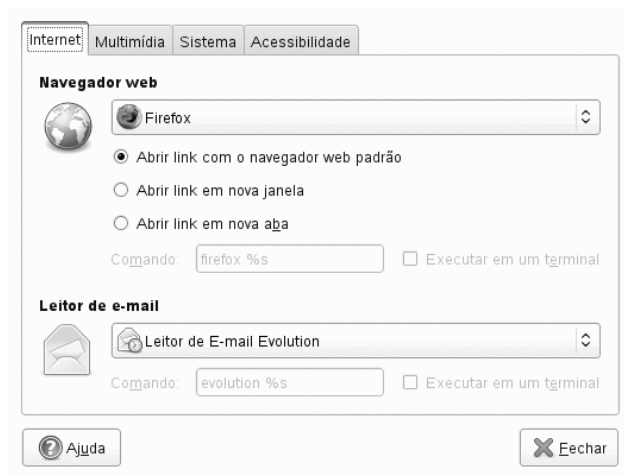 Internet Multimídia Sistema Acessibilidade
Navegador web
Firefox
Abrir link com o navegador web padrão
Abrir link em nova janela
Abrir link em nova aba
Comando: firefox %s Executar em um terminal
Leitor de e-mail
Leitor de E-mail Evolution
Comando: evolution %s Executar em um terminal
Ajuda Fechar